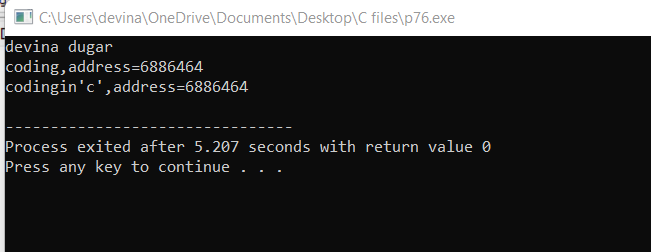 C:\Users\devina\OneDrive\Documents\Desktop\C files\p76.exe
devina dugar
coding,address=6886464
codingin'c',address=6886464
--------------------------------
Process exited after 5.207 seconds with return value 0
Press any key to continue . . .